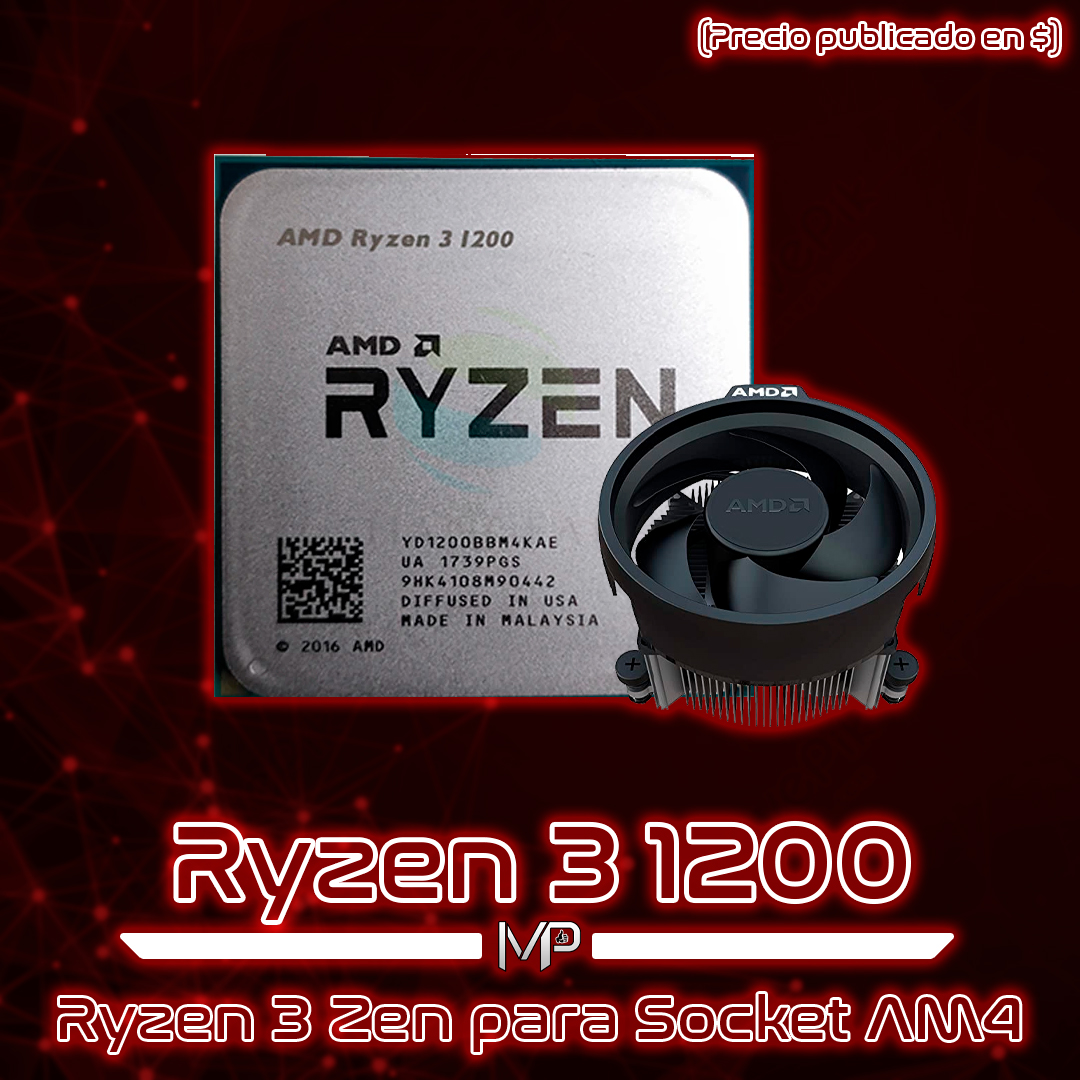 (Precio publicado en $)
AMD Ryzen 3 1200
AMD
RYZEN
AMD
AMD
YD1200BBM4KAE
UA 1739PGS
9HK4108M90442
DIFFUSED IN USA
MADE IN MALAYSIA
© 2016 AMD
Ryzen 3 1200
MP
Ryzen 3 Zen para Socket AM4